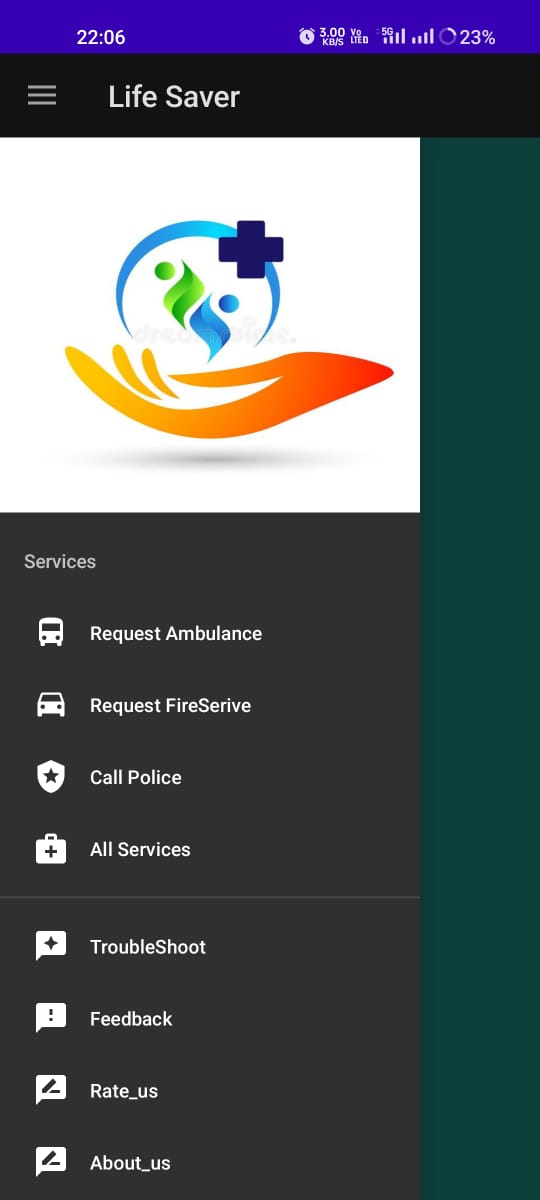 22:06
3.00
KB/S
Vo
LTED
5G
23%
Life Saver
dreamstime.
Services
Request Ambulance
Request FireSerive
Call Police
All Services
TroubleShoot
Feedback
Rate_us
About_us